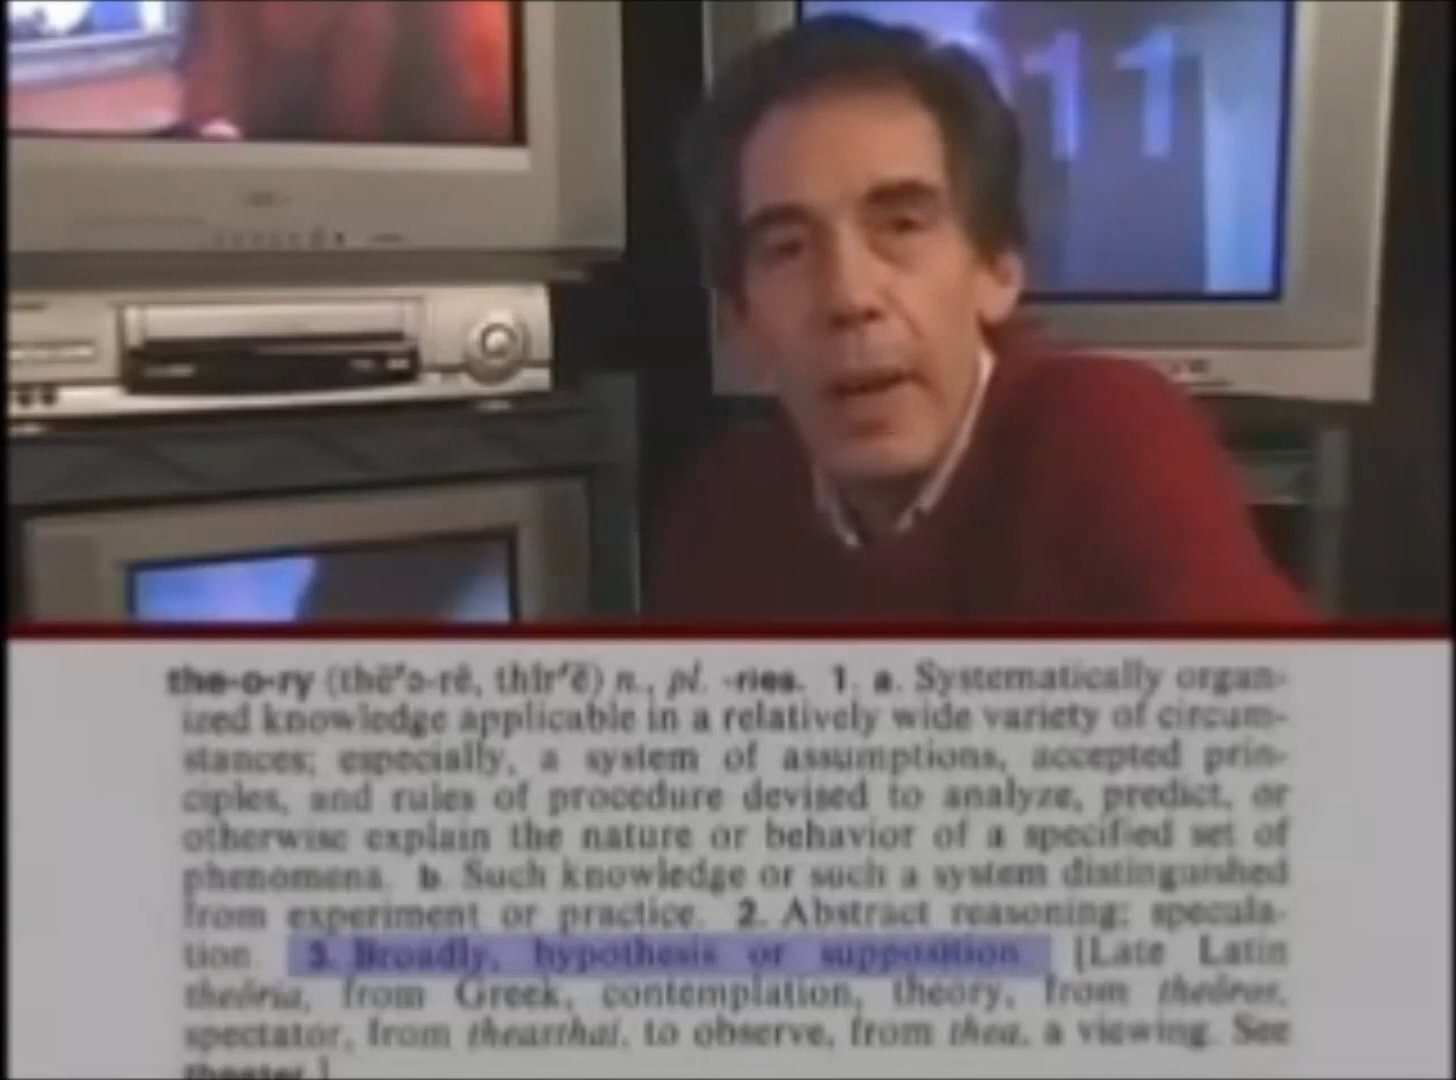 11
the-o-ry (thē′ə-rē, thîr′ē) n., pl. -ries. 1. a. Systematically organ-
ized knowledge applicable in a relatively wide variety of circum-
stances; especially, a system of assumptions, accepted prin-
ciples, and rules of procedure devised to analyze, predict, or
otherwise explain the nature or behavior of a specified set of
phenomena. b. Such knowledge or such a system distinguished
from experiment or practice. 2. Abstract reasoning; specula-
tion. 3. Broadly, hypothesis or supposition. [Late Latin
theōria, from Greek, contemplation, theory, from theōros,
spectator, from theasthai, to observe, from thea, a viewing. See
theater.]